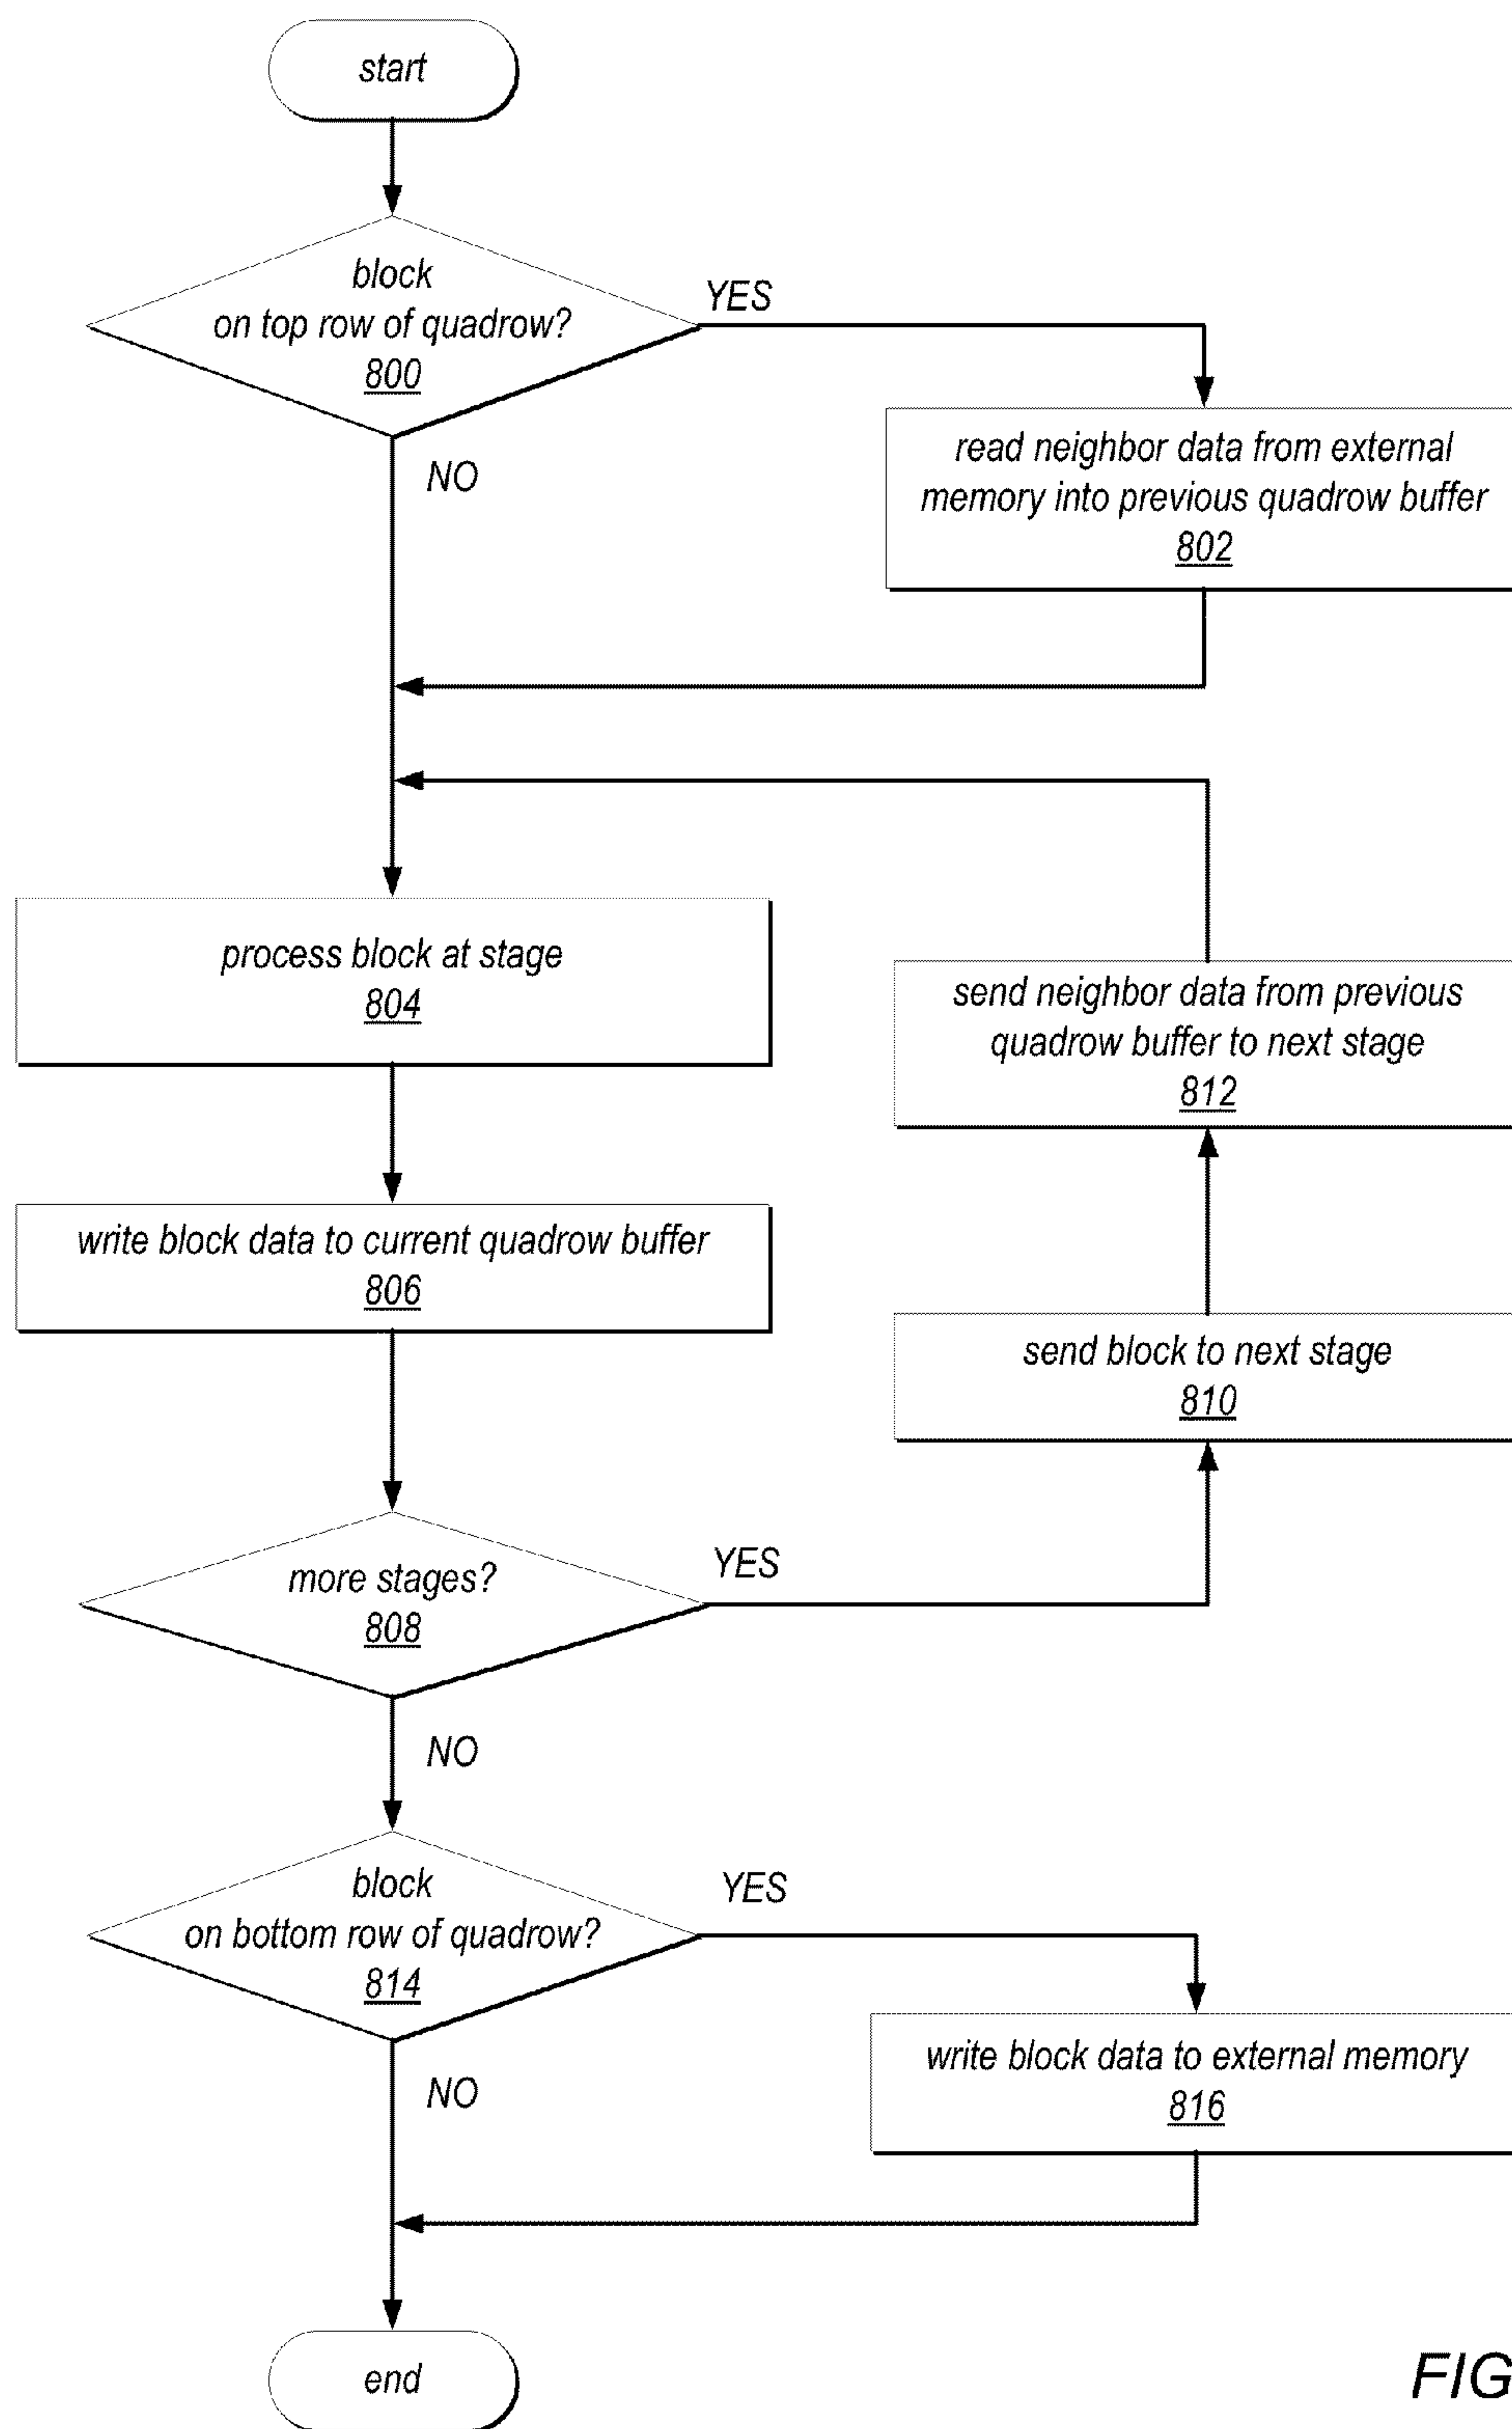 start
block
on top row of quadrow?
800
YES
NO
read neighbor data from external
memory into previous quadrow buffer
802
process block at stage
804
send neighbor data from previous
quadrow buffer to next stage
812
write block data to current quadrow buffer
806
send block to next stage
810
more stages?
808
YES
NO
block
on bottom row of quadrow?
814
YES
NO
write block data to external memory
816
end
FIG